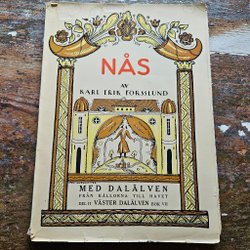 NÅS
AV
KARL ERIK FORSSLUND
MED DALÄLVEN
FRÅN KÄLLORNA TILL HAVET
DEL II VÄSTER DALÄLVEN BOK VII